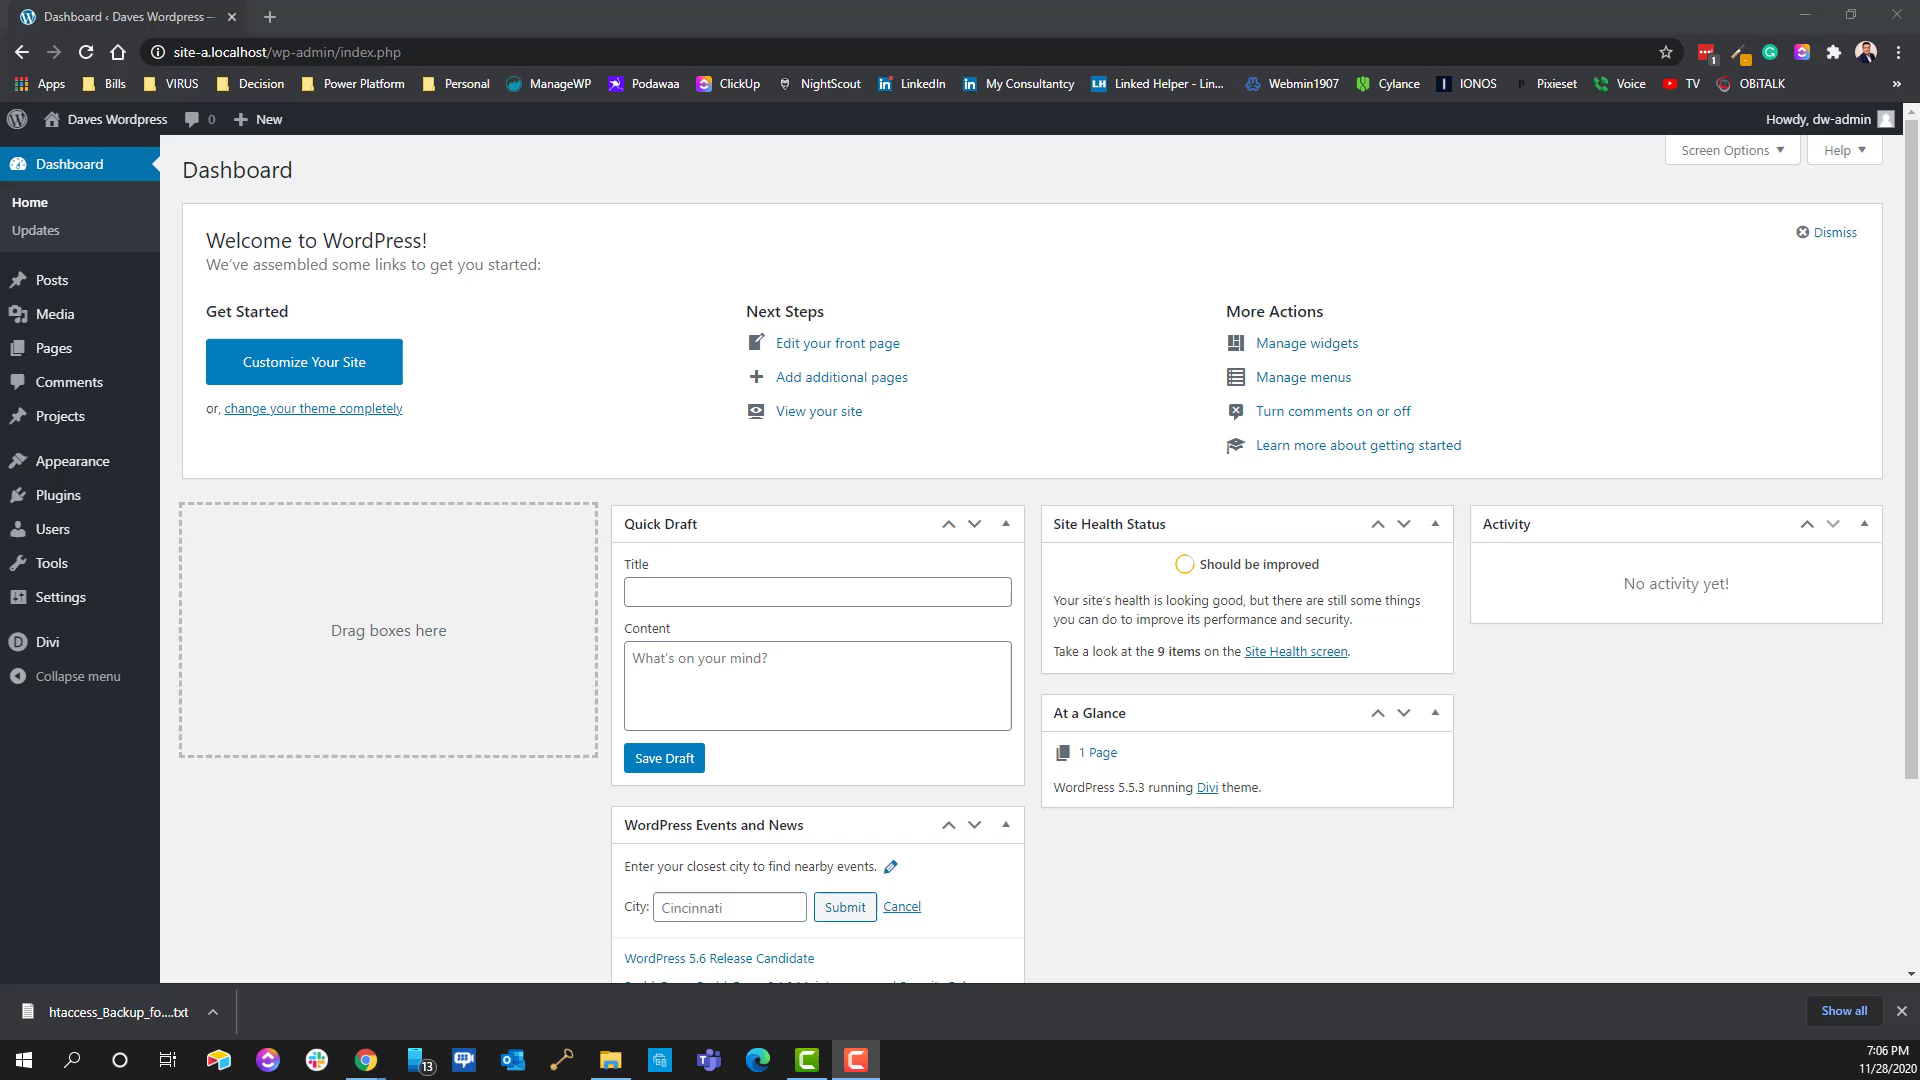 Dashboard ‹ Daves Wordpress —
site-a.localhost/wp-admin/index.php
1
Apps Bills VIRUS Decision Power Platform Personal ManageWP Podawaa ClickUp NightScout LinkedIn My Consultantcy Linked Helper - Lin... Webmin1907 Cylance IONOS Pixieset Voice TV OBiTALK »
Daves Wordpress 0 New Howdy, dw-admin
Screen Options Help
Dashboard
Home
Updates
Posts
Media
Pages
Comments
Projects
Appearance
Plugins
Users
Tools
Settings
Divi
Collapse menu
Dashboard
Welcome to WordPress!
We've assembled some links to get you started:
Dismiss
Get Started
Customize Your Site
or, change your theme completely
Next Steps
Edit your front page
Add additional pages
View your site
More Actions
Manage widgets
Manage menus
Turn comments on or off
Learn more about getting started
Drag boxes here
Quick Draft
Title
Content
What's on your mind?
Save Draft
WordPress Events and News
Enter your closest city to find nearby events.
City: Cincinnati Submit Cancel
WordPress 5.6 Release Candidate
Site Health Status
Should be improved
Your site's health is looking good, but there are still some things
you can do to improve its performance and security.
Take a look at the 9 items on the Site Health screen.
At a Glance
1 Page
WordPress 5.5.3 running Divi theme.
Activity
No activity yet!
htaccess_Backup_fo....txt
Show all
13
7:06 PM
11/28/2020